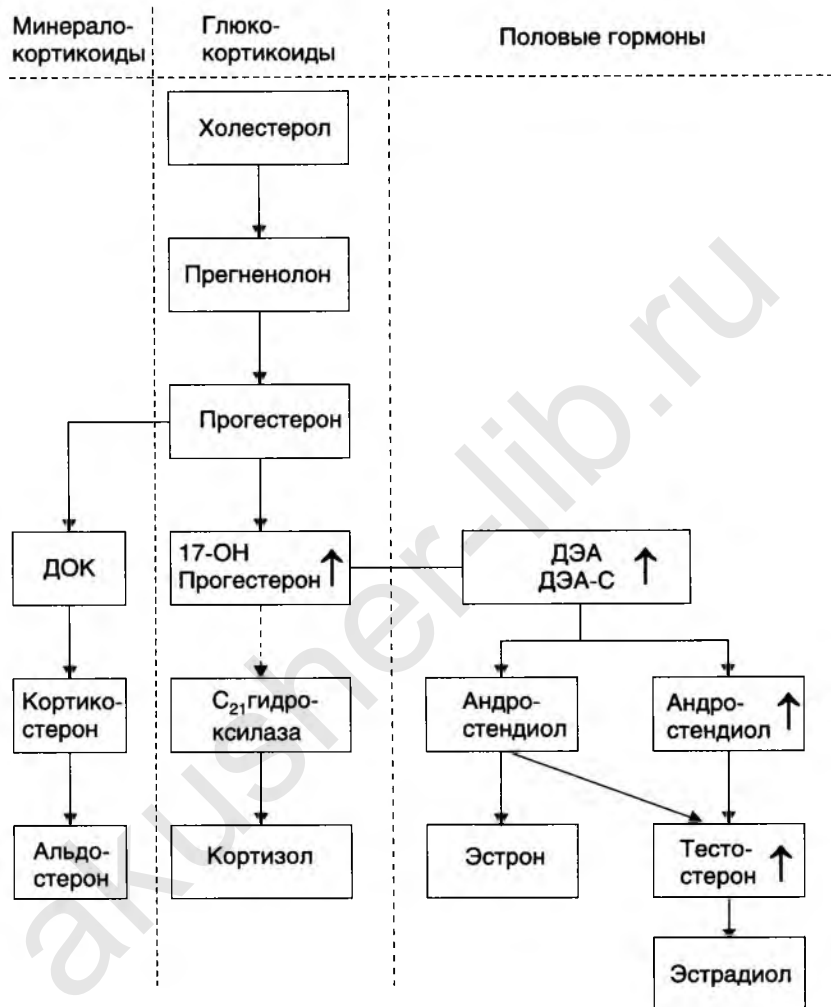 Минерало-
кортикоиды
Глюко-
кортикоиды
Половые гормоны
Холестерол
Прегненолон
Прогестерон
ДОК
17-ОН
Прогестерон ↑
ДЭА
ДЭА-С ↑
Кортико-
стерон
С₂₁гидро-
ксилаза
Андро-
стендиол
Андро-
стендиол ↑
Альдо-
стерон
Кортизол
Эстрон
Тесто-
стерон ↑
Эстрадиол
akusher-lib.ru